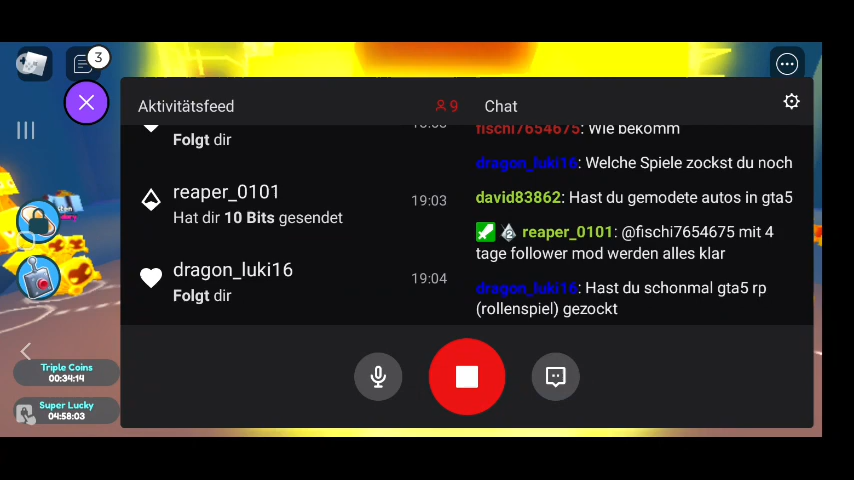 3
Aktivitätsfeed
9
Chat
Folgt dir
reaper_0101
19:03
Hat dir 10 Bits gesendet
dragon_luki16
19:04
Folgt dir
fischi7654675: Wie bekomm
dragon_luki16: Welche Spiele zockst du noch
david83862: Hast du gemodete autos in gta5
2 reaper_0101: @fischi7654675 mit 4
tage follower mod werden alles klar
dragon_luki16: Hast du schonmal gta5 rp
(rollenspiel) gezockt
Triple Coins
00:34:14
Super Lucky
04:58:03